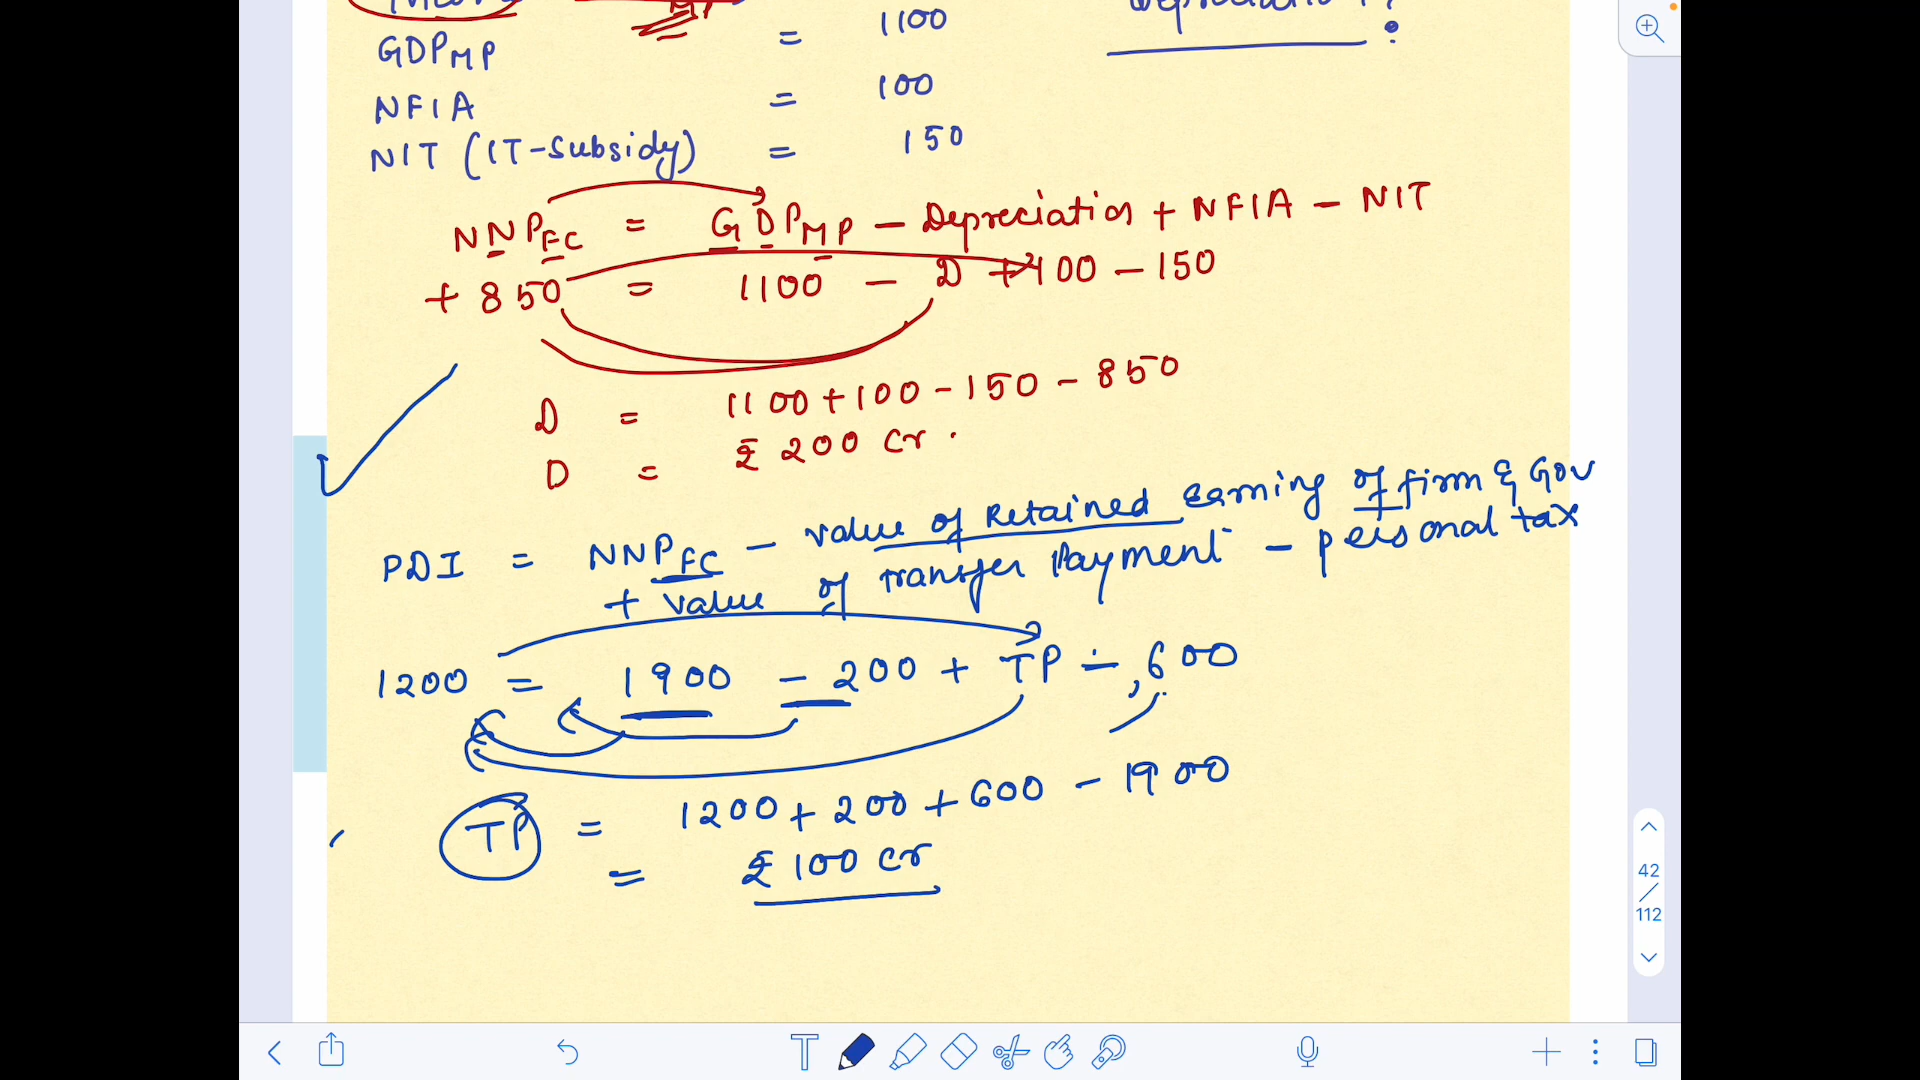 1100
GDPMP =
NFIA = 100
NIT (IT-Subsidy) = 150
NNPFC = GDPMP - Depreciation + NFIA - NIT
+ 850 = 1100 - D + 100 - 150
D = 1100 + 100 - 150 - 850
D = ₹ 200 Cr.
PDI = NNPFC - value of Retained Earning of firm & Gov
+ value of Transfer Payment - personal tax
1200 = 1900 - 200 + TP - 600
TP = 1200 + 200 + 600 - 1900
= ₹ 100 cr
42
112
T